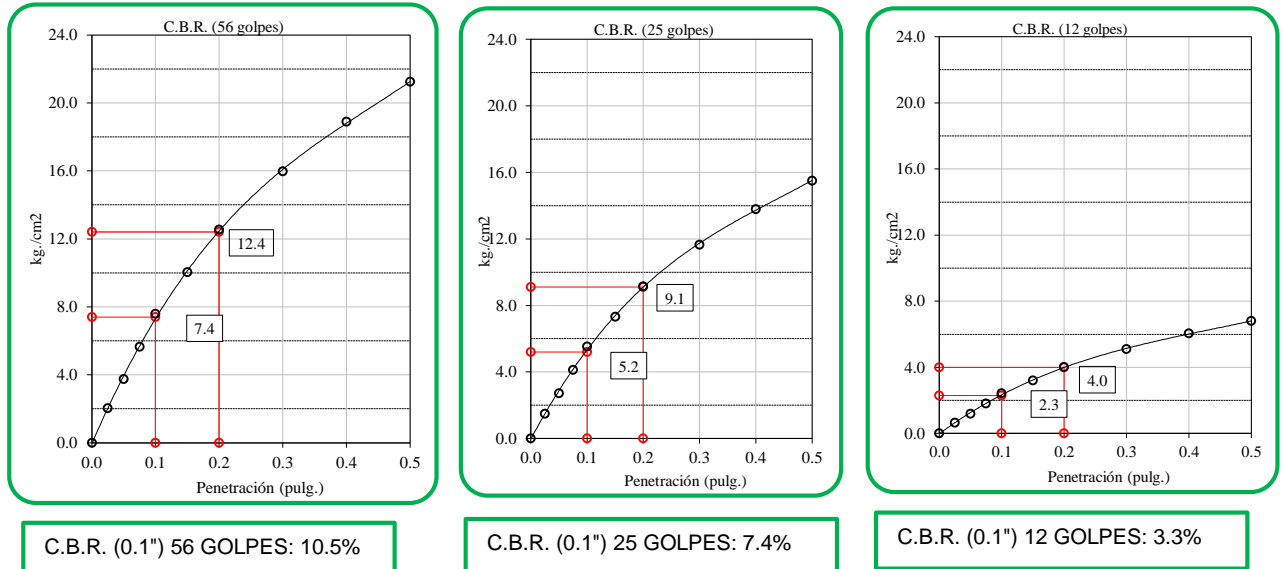 C.B.R. (56 golpes)
24.0
20.0
16.0
12.0
8.0
4.0
0.0
kg./cm2
12.4
7.4
0.0 0.1 0.2 0.3 0.4 0.5
Penetración (pulg.)
C.B.R. (0.1") 56 GOLPES: 10.5%
C.B.R. (25 golpes)
24.0
20.0
16.0
12.0
8.0
4.0
0.0
kg./cm2
9.1
5.2
0.0 0.1 0.2 0.3 0.4 0.5
Penetración (pulg.)
C.B.R. (0.1") 25 GOLPES: 7.4%
C.B.R. (12 golpes)
24.0
20.0
16.0
12.0
8.0
4.0
0.0
kg./cm2
4.0
2.3
0.0 0.1 0.2 0.3 0.4 0.5
Penetración (pulg.)
C.B.R. (0.1") 12 GOLPES: 3.3%